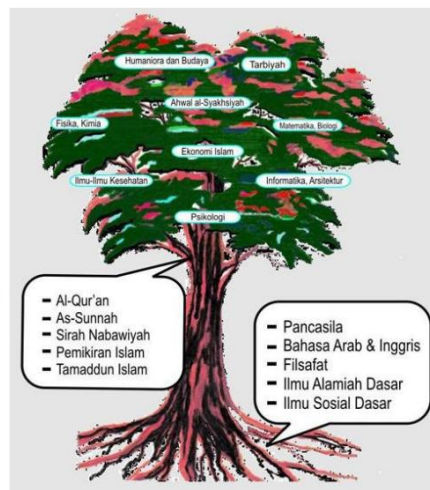 Humaniora dan Budaya
Tarbiyah
Ahwal al-Syakhsiyah
Fisika, Kimia
Matematika, Biologi
Ekonomi Islam
Ilmu-Ilmu Kesehatan
Informatika, Arsitektur
Psikologi
- Al-Qur'an
- As-Sunnah
- Sirah Nabawiyah
- Pemikiran Islam
- Tamaddun Islam
- Pancasila
- Bahasa Arab & Inggris
- Filsafat
- Ilmu Alamiah Dasar
- Ilmu Sosial Dasar